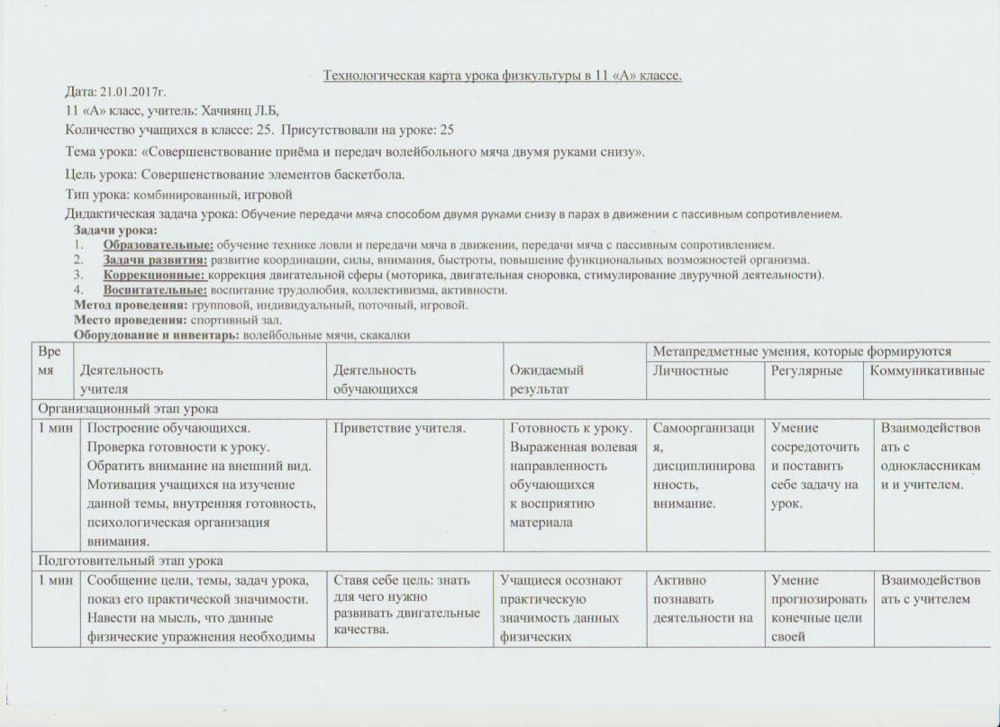 Технологическая карта урока физкультуры в 11 «А» классе.
Дата: 21.01.2017г.
11 «А» класс, учитель: Хачиянц Л.Б,
Количество учащихся в классе: 25. Присутствовали на уроке: 25
Тема урока: «Совершенствование приёма и передач волейбольного мяча двумя руками снизу».
Цель урока: Совершенствование элементов баскетбола.
Тип урока: комбинированный, игровой
Дидактическая задача урока: Обучение передачи мяча способом двумя руками снизу в парах в движении с пассивным сопротивлением.
Задачи урока:
1. Образовательные: обучение технике ловли и передачи мяча в движении, передачи мяча с пассивным сопротивлением.
2. Задачи развития: развитие координации, силы, внимания, быстроты, повышение функциональных возможностей организма.
3. Коррекционные: коррекция двигательной сферы (моторика, двигательная сноровка, стимулирование двуручной деятельности).
4. Воспитательные: воспитание трудолюбия, коллективизма, активности.
Метод проведения: групповой, индивидуальный, поточный, игровой.
Место проведения: спортивный зал.
Оборудование и инвентарь: волейбольные мячи, скакалки
Вре
мя
Деятельность
учителя
Деятельность
обучающихся
Ожидаемый
результат
Метапредметные умения, которые формируются
Личностные
Регулярные
Коммуникативные
Организационный этап урока
1 мин
Построение обучающихся.
Проверка готовности к уроку.
Обратить внимание на внешний вид.
Мотивация учащихся на изучение
данной темы, внутренняя готовность,
психологическая организация
внимания.
Приветствие учителя.
Готовность к уроку.
Выраженная волевая
направленность
обучающихся
к восприятию
материала
Самоорганизаци
я,
дисциплинирова
нность,
внимание.
Умение
сосредоточить
и поставить
себе задачу на
урок.
Взаимодействов
ать с
одноклассникам
и и учителем.
Подготовительный этап урока
1 мин
Сообщение цели, темы, задач урока,
показ его практической значимости.
Навести на мысль, что данные
физические упражнения необходимы
Ставя себе цель: знать
для чего нужно
развивать двигательные
качества.
Учащиеся осознают
практическую
значимость данных
физических
Активно
познавать
деятельности на
Умение
прогнозировать
конечные цели
своей
Взаимодействов
ать с учителем